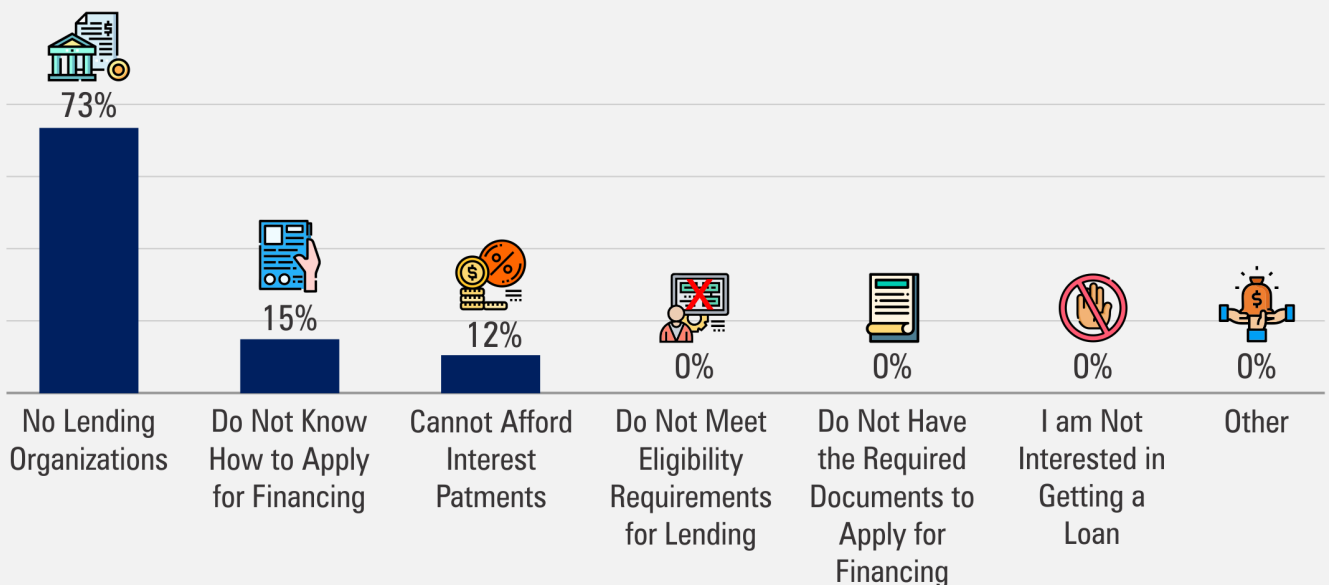 73%
15%
12%
0%
0%
0%
0%
No Lending
Organizations
Do Not Know
How to Apply
for Financing
Cannot Afford
Interest
Patments
Do Not Meet
Eligibility
Requirements
for Lending
Do Not Have
the Required
Documents to
Apply for
Financing
I am Not
Interested in
Getting a
Loan
Other